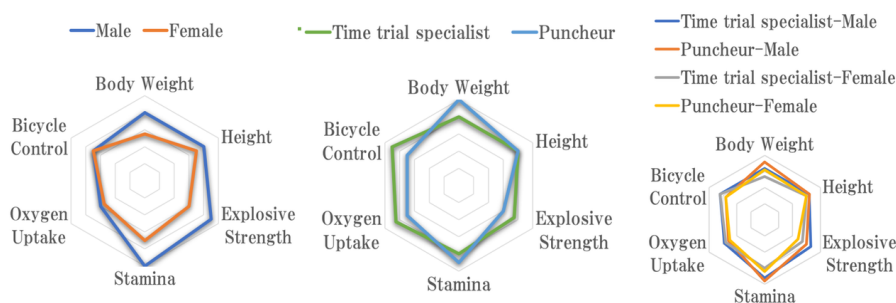 Male
Female
Body Weight
Bicycle
Control
Height
Oxygen
Uptake
Explosive
Strength
Stamina
Time trial specialist
Puncheur
Body Weight
Bicycle
Control
Height
Oxygen
Uptake
Explosive
Strength
Stamina
Time trial specialist-Male
Puncheur-Male
Time trial specialist-Female
Puncheur-Female
Body Weight
Bicycle
Control
Height
Oxygen
Uptake
Explosive
Strength
Stamina